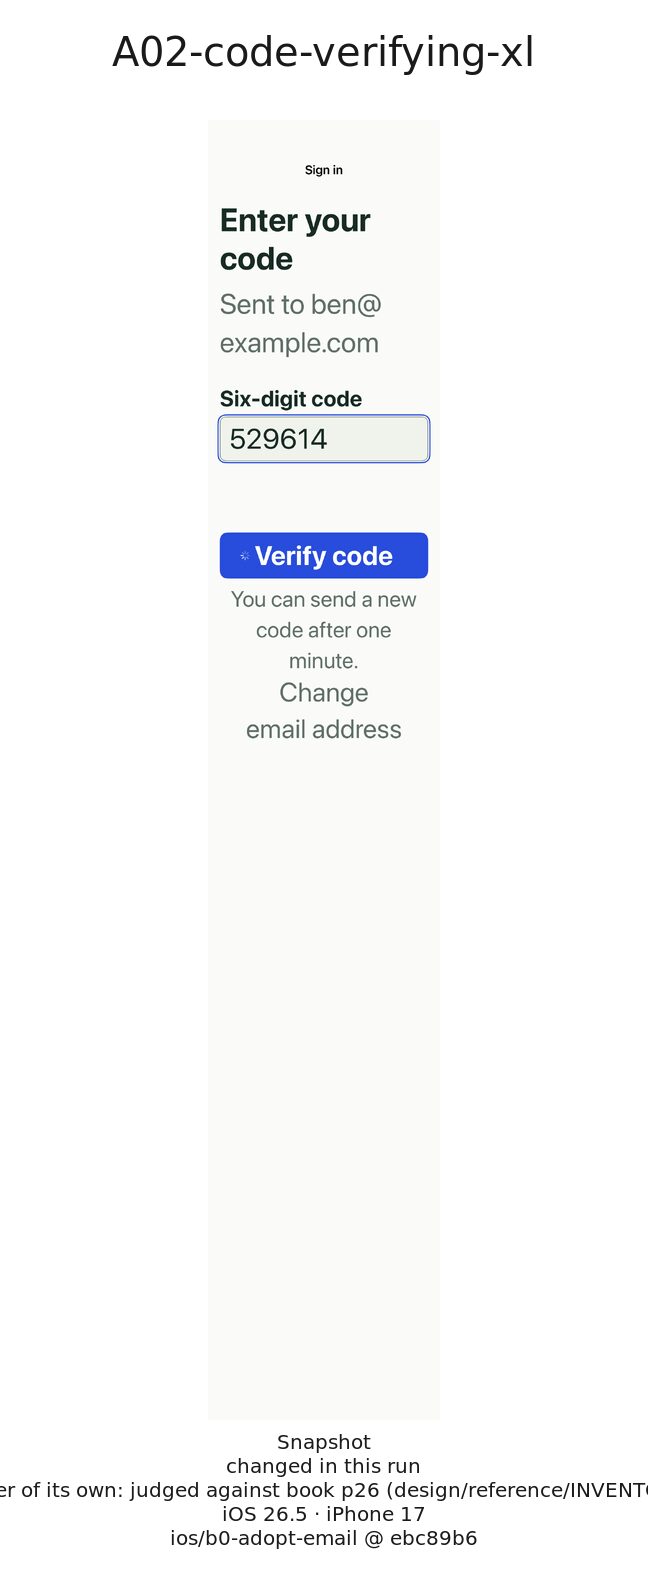 A02-code-verifying-xl
Sign in
Enter your
code
Sent to ben@
example.com
Six-digit code
529614
Verify code
You can send a new
code after one
minute.
Change
email address
Snapshot
changed in this run
of its own: judged against book p26 (design/reference/
iOS 26.5 · iPhone 17
ios/b0-adopt-email @ ebc89b6